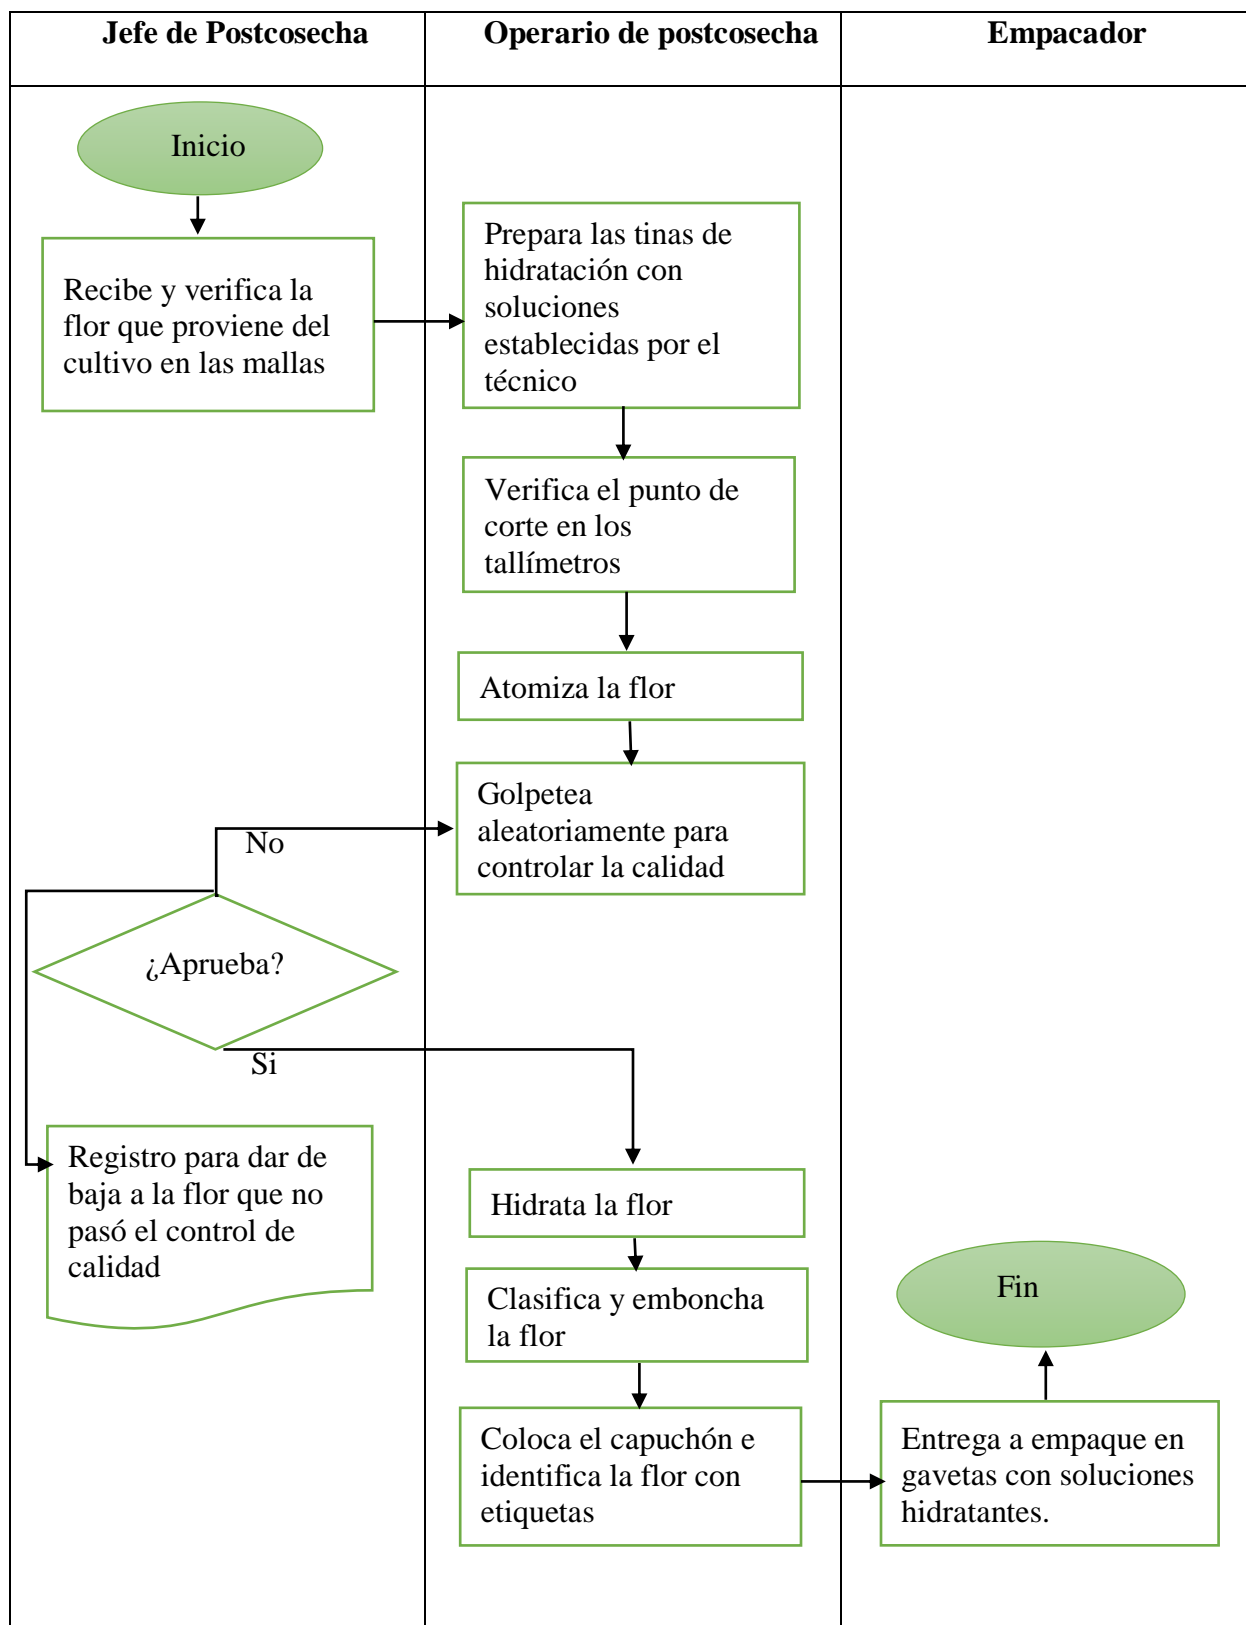 Jefe de Postcosecha
Operario de postcosecha
Empacador
Inicio
Recibe y verifica la
flor que proviene del
cultivo en las mallas
Prepara las tinas de
hidratación con
soluciones
establecidas por el
técnico
Verifica el punto de
corte en los
tallímetros
Atomiza la flor
Golpetea
aleatoriamente para
controlar la calidad
No
¿Aprueba?
Si
Registro para dar de
baja a la flor que no
pasó el control de
calidad
Hidrata la flor
Clasifica y emboncha
la flor
Coloca el capuchón e
identifica la flor con
etiquetas
Entrega a empaque en
gavetas con soluciones
hidratantes.
Fin